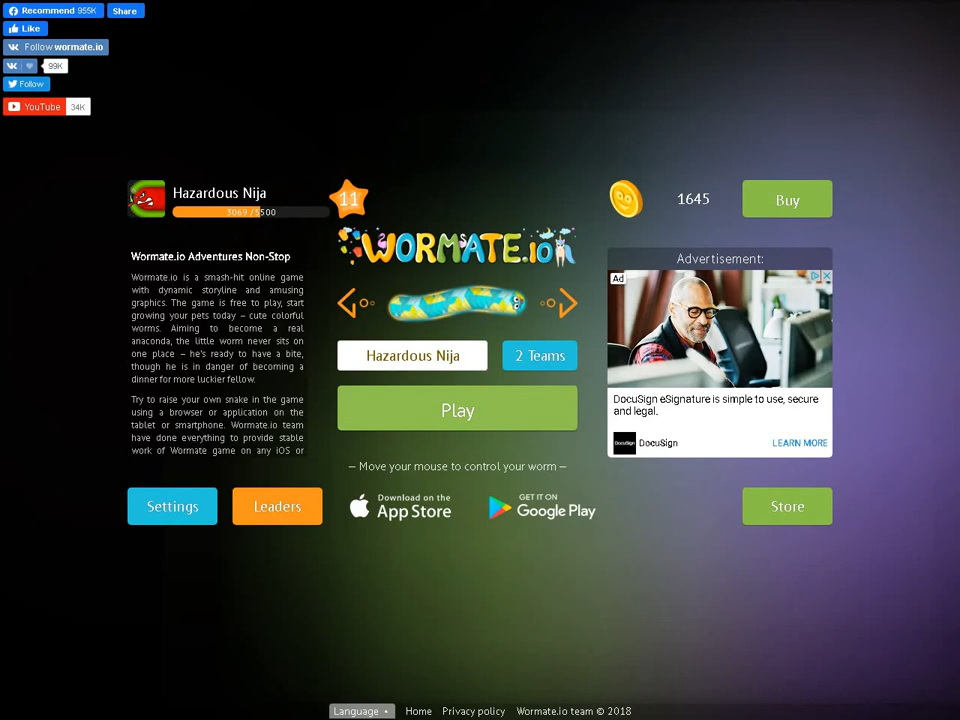 Recommend 955K
Share
Like
Follow wormate.io
99K
Follow
YouTube 34K
Hazardous Nija
3069 / 5500
11
1645
Buy
WORMATE.io
Wormate.io Adventures Non-Stop
Wormate.io is a smash-hit online game
with dynamic storyline and amusing
graphics. The game is free to play, start
growing your pets today – cute colorful
worms. Aiming to become a real
anaconda, the little worm never sits on
one place – he's ready to have a bite,
though he is in danger of becoming a
dinner for more luckier fellow.
Try to raise your own snake in the game
using a browser or application on the
tablet or smartphone. Wormate.io team
have done everything to provide stable
work of Wormate game on any iOS or
Hazardous Nija
2 Teams
Play
– Move your mouse to control your worm –
Advertisement:
Ad
DocuSign eSignature is simple to use, secure
and legal.
DocuSign
DocuSign
LEARN MORE
Settings
Leaders
Download on the
App Store
GET IT ON
Google Play
Store
Language
Home
Privacy policy
Wormate.io team © 2018